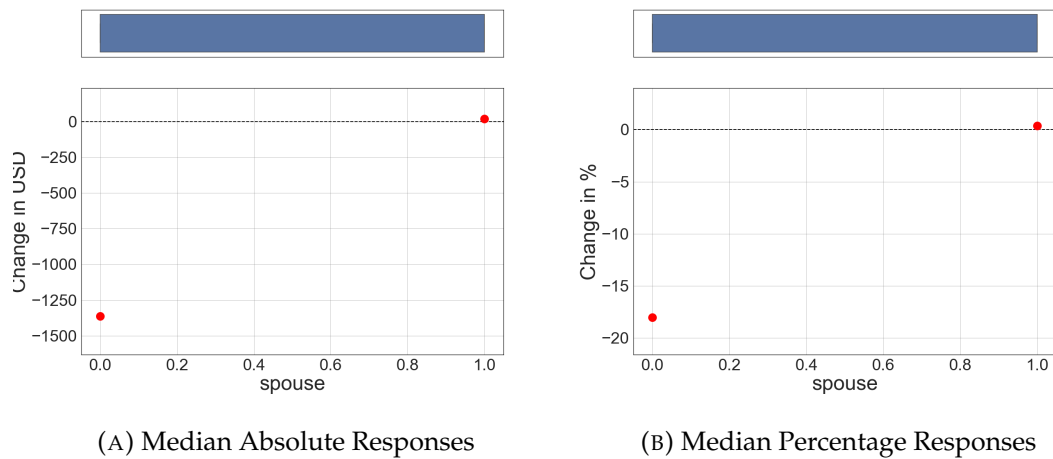 Change in USD
0
−250
−500
−750
−1000
−1250
−1500
0.0 0.2 0.4 0.6 0.8 1.0
spouse
(A) Median Absolute Responses
Change in %
0
−5
−10
−15
−20
0.0 0.2 0.4 0.6 0.8 1.0
spouse
(B) Median Percentage Responses